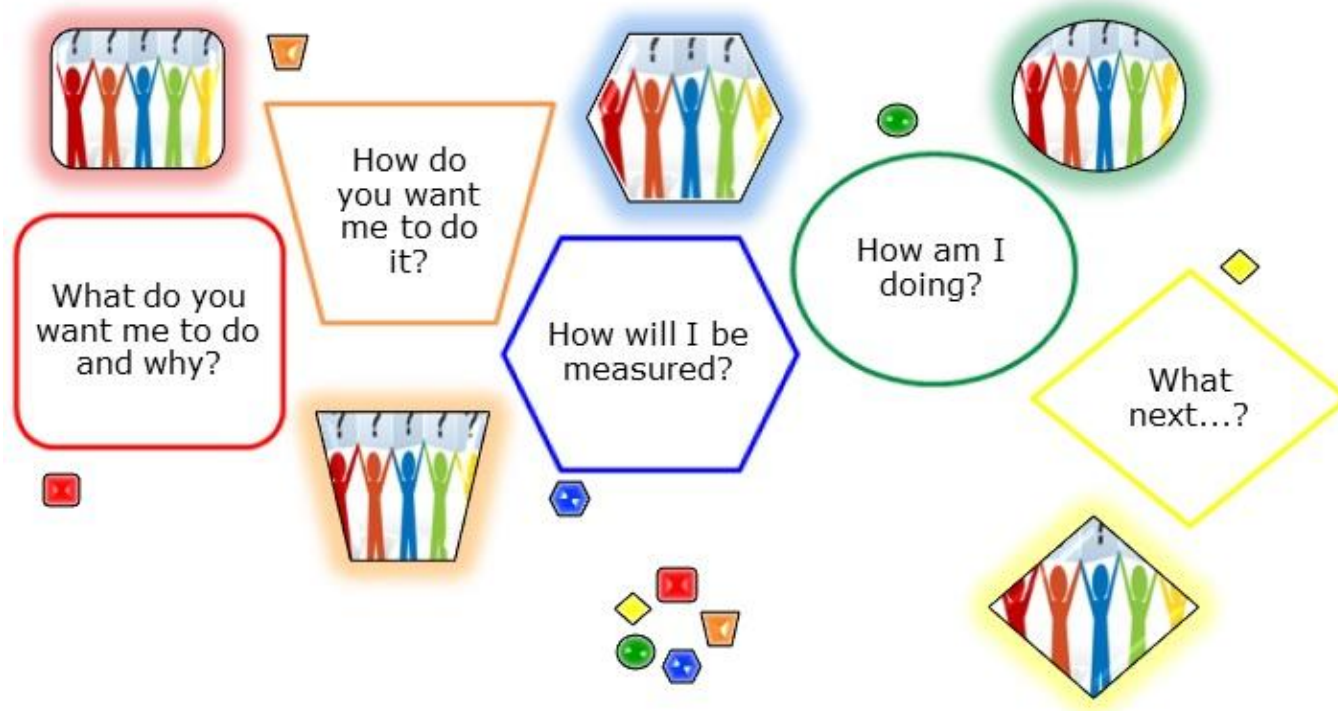 What do you
want me to do
and why?
How do
you want
me to do
it?
How will I be
measured?
How am I
doing?
What
next...?
? ? ? ? ?
? ? ? ? ?
? ? ? ? ?
? ? ? ? ?
?